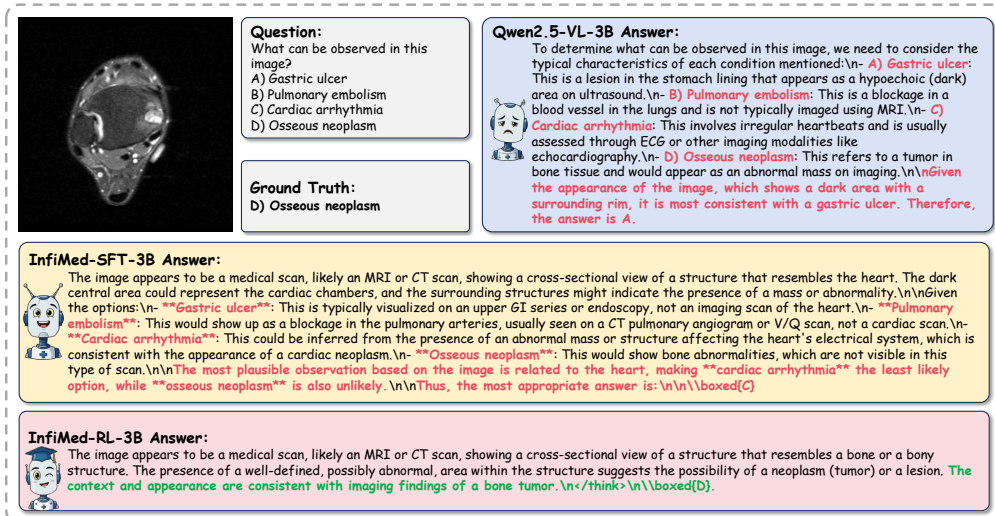 Question:
What can be observed in this
image?
A) Gastric ulcer
B) Pulmonary embolism
C) Cardiac arrhythmia
D) Osseous neoplasm
Ground Truth:
D) Osseous neoplasm
Qwen2.5-VL-3B Answer:
To determine what can be observed in this image, we need to consider the
typical characteristics of each condition mentioned:\n- A) Gastric ulcer:
This is a lesion in the stomach lining that appears as a hypoechoic (dark)
area on ultrasound.\n- B) Pulmonary embolism: This is a blockage in a
blood vessel in the lungs and is not typically imaged using MRI.\n- C)
Cardiac arrhythmia: This involves irregular heartbeats and is usually
assessed through ECG or other imaging modalities like
echocardiography.\n- D) Osseous neoplasm: This refers to a tumor in
bone tissue and would appear as an abnormal mass on imaging.\n\nGiven
the appearance of the image, which shows a dark area with a
surrounding rim, it is most consistent with a gastric ulcer. Therefore,
the answer is A.
InfiMed-SFT-3B Answer:
The image appears to be a medical scan, likely an MRI or CT scan, showing a cross-sectional view of a structure that resembles the heart. The dark
central area could represent the cardiac chambers, and the surrounding structures might indicate the presence of a mass or abnormality.\n\nGiven
the options:\n- **Gastric ulcer**: This is typically visualized on an upper GI series or endoscopy, not an imaging scan of the heart.\n- **Pulmonary
embolism**: This would show up as a blockage in the pulmonary arteries, usually seen on a CT pulmonary angiogram or V/Q scan, not a cardiac scan.\n-
**Cardiac arrhythmia**: This could be inferred from the presence of an abnormal mass or structure affecting the heart's electrical system, which is
consistent with the appearance of a cardiac neoplasm.\n- **Osseous neoplasm**: This would show bone abnormalities, which are not visible in this
type of scan.\n\nThe most plausible observation based on the image is related to the heart, making **cardiac arrhythmia** the least likely
option, while **osseous neoplasm** is also unlikely.\n\nThus, the most appropriate answer is:\n\n\\boxed{C}
InfiMed-RL-3B Answer:
The image appears to be a medical scan, likely an MRI or CT scan, showing a cross-sectional view of a structure that resembles a bone or a bony
structure. The presence of a well-defined, possibly abnormal, area within the structure suggests the possibility of a neoplasm (tumor) or a lesion. The
context and appearance are consistent with imaging findings of a bone tumor.\n</think>\n\\boxed{D}.